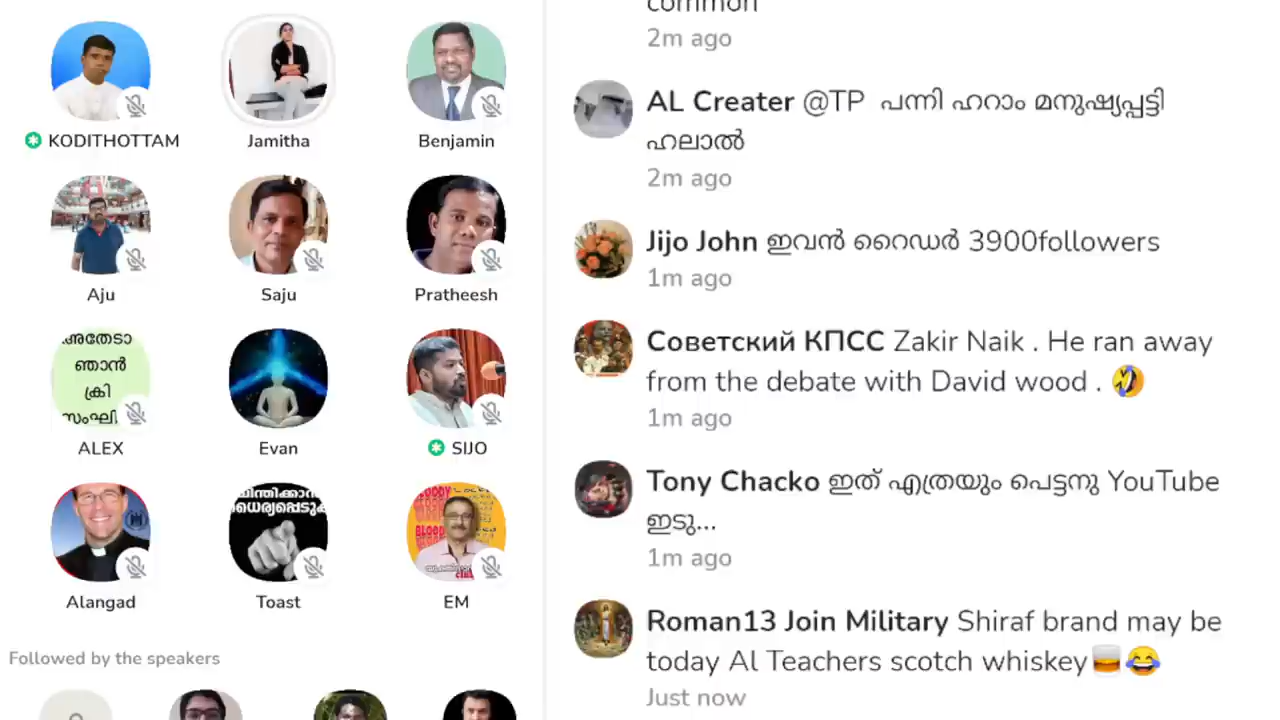 KODITHOTTAM
Jamitha
Benjamin
Aju
Saju
Pratheesh
അതേടാ
ഞാൻ
ക്രി
സംഘി
ALEX
Evan
SIJO
Alangad
Toast
BLOODY
EM
Followed by the speakers
common
2m ago
AL Creater @TP പന്നി ഹറാം മനുഷ്യപ്പട്ടി
ഹലാൽ
2m ago
Jijo John ഇവൻ റൈഡർ 3900followers
1m ago
Советский КПСС Zakir Naik . He ran away
from the debate with David wood . 🤣
1m ago
Tony Chacko ഇത് എത്രയും പെട്ടനു YouTube
ഇടു...
1m ago
Roman13 Join Military Shiraf brand may be
today Al Teachers scotch whiskey🥃😂
Just now